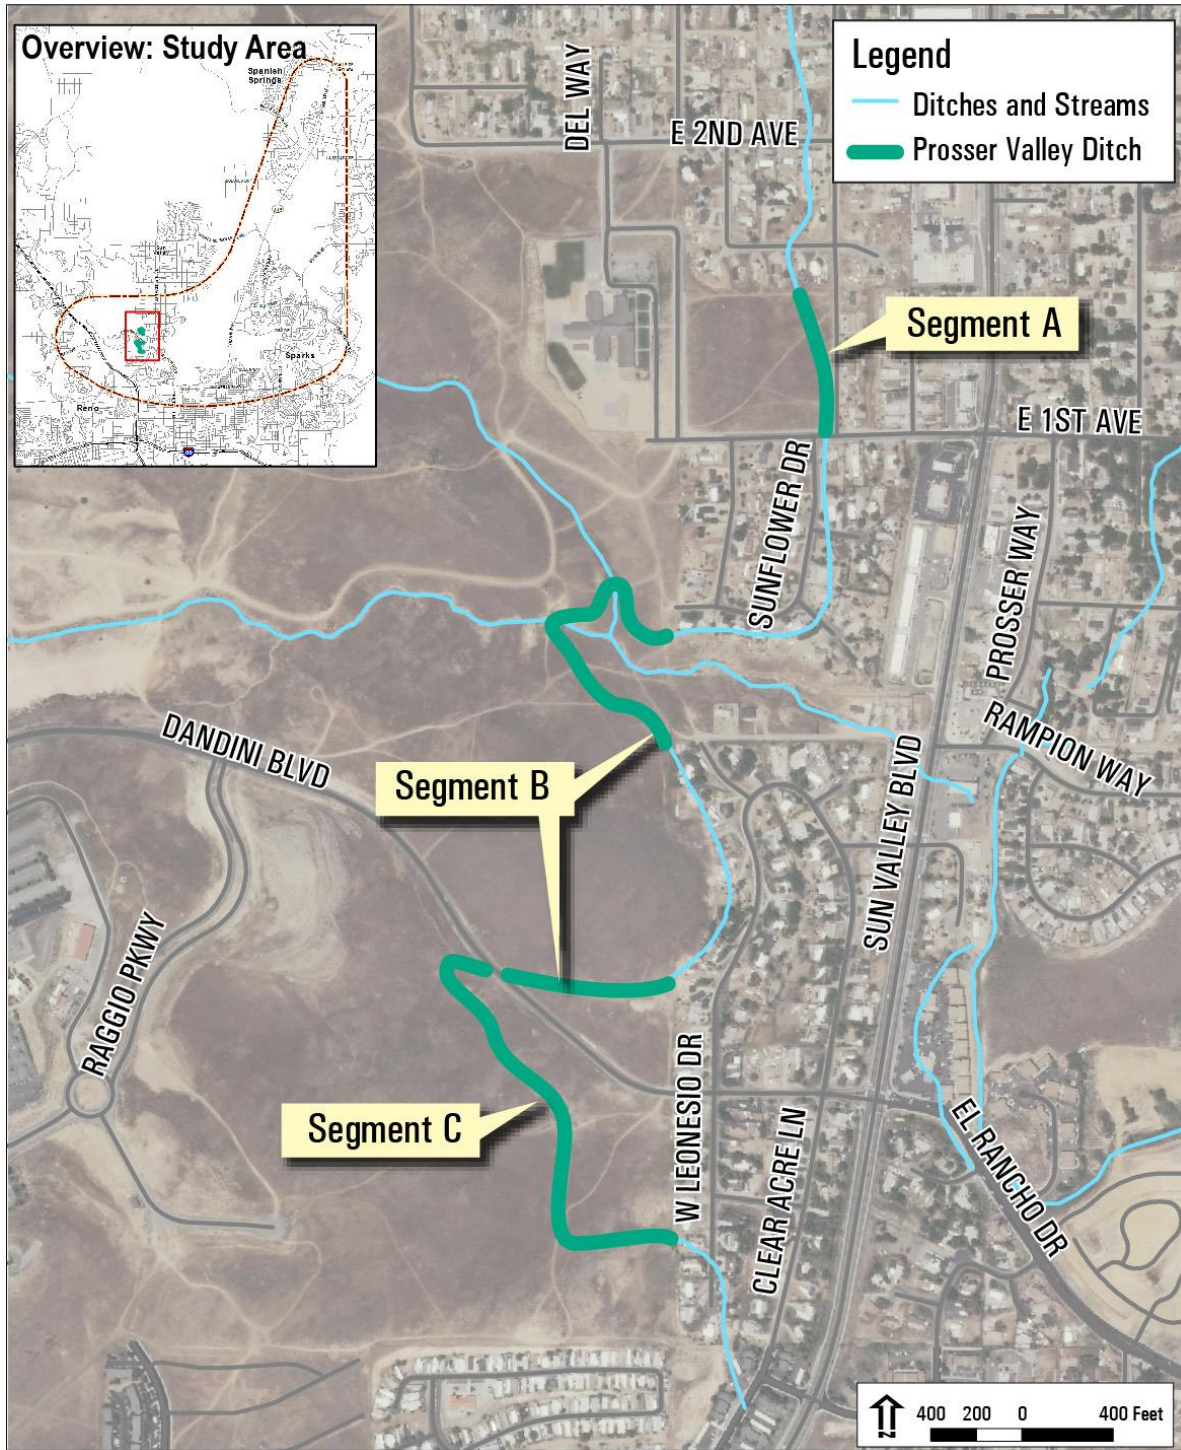 Overview: Study Area
Spanish
Springs
Sparks
Reno
Legend
Ditches and Streams
Prosser Valley Ditch
DEL WAY
E 2ND AVE
Segment A
E 1ST AVE
SUNFLOWER DR
PROSSER WAY
RAMPION WAY
DANDINI BLVD
Segment B
SUN VALLEY BLVD
RAGGIO PKWY
Segment C
W LEONESIO DR
CLEAR ACRE LN
EL RANCHO DR
N
400 200 0 400 Feet